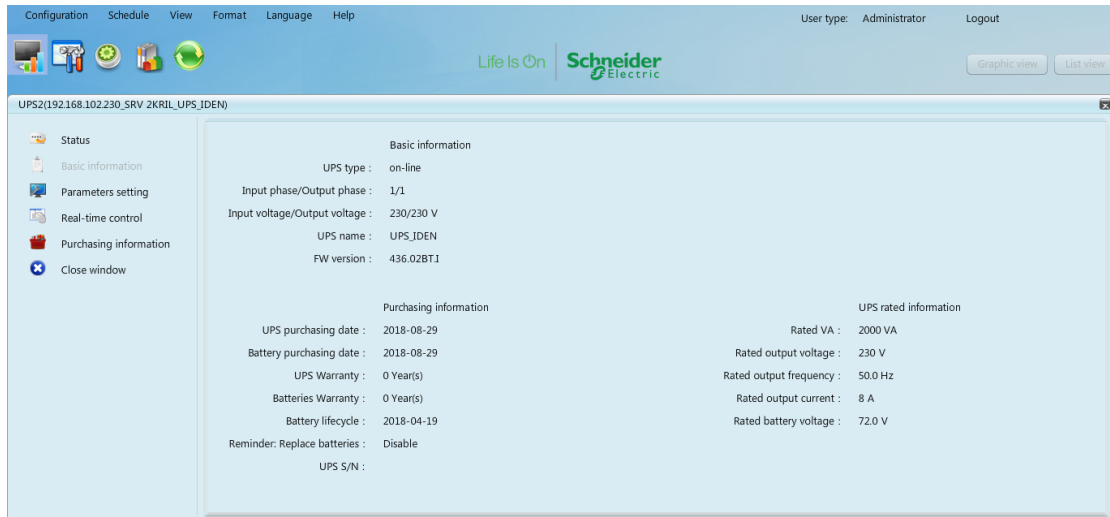 Configuration Schedule View Format Language Help User type: Administrator Logout
Life Is On Schneider Electric
Graphic view List view
UPS2(192.168.102.230_SRV 2KRIL_UPS_IDEN)
Status
Basic information
Parameters setting
Real-time control
Purchasing information
Close window
Basic information
UPS type : on-line
Input phase/Output phase : 1/1
Input voltage/Output voltage : 230/230 V
UPS name : UPS_IDEN
FW version : 436.02BT.I
Purchasing information
UPS purchasing date : 2018-08-29
Battery purchasing date : 2018-08-29
UPS Warranty : 0 Year(s)
Batteries Warranty : 0 Year(s)
Battery lifecycle : 2018-04-19
Reminder: Replace batteries : Disable
UPS S/N :
UPS rated information
Rated VA : 2000 VA
Rated output voltage : 230 V
Rated output frequency : 50.0 Hz
Rated output current : 8 A
Rated battery voltage : 72.0 V